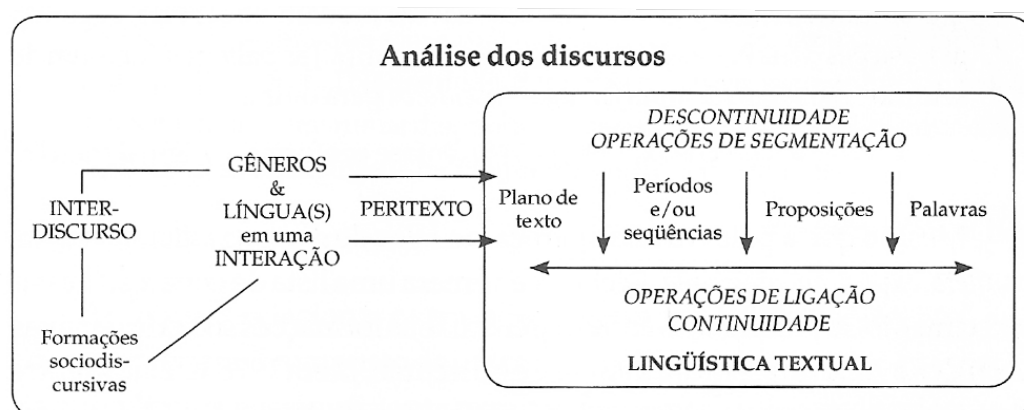 Análise dos discursos
INTER-
DISCURSO
Formações
sociodis-
cursivas
GÊNEROS
&
LÍNGUA(S)
em uma
INTERAÇÃO
PERITEXTO
DESCONTINUIDADE
OPERAÇÕES DE SEGMENTAÇÃO
Plano de
texto
Períodos
e/ou
seqüências
Proposições
Palavras
OPERAÇÕES DE LIGAÇÃO
CONTINUIDADE
LINGÜÍSTICA TEXTUAL